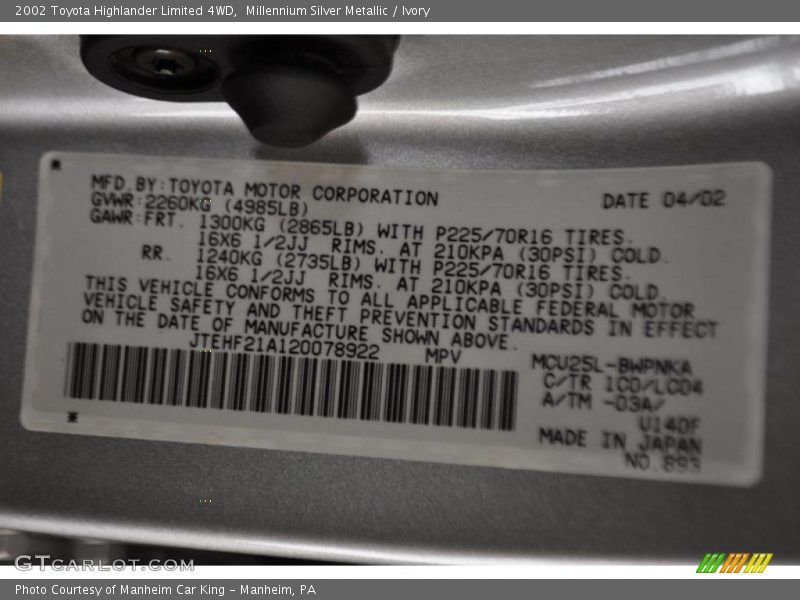 2002 Toyota Highlander Limited 4WD,  Millennium Silver Metallic / Ivory
MFD.BY:TOYOTA MOTOR CORPORATION DATE 04/02
GVWR:2260KG (4985LB)
GAWR:FRT. 1300KG (2865LB) WITH P225/70R16 TIRES.
16X6 1/2JJ RIMS. AT 210KPA (30PSI) COLD.
RR. 1240KG (2735LB) WITH P225/70R16 TIRES.
16X6 1/2JJ RIMS. AT 210KPA (30PSI) COLD.
THIS VEHICLE CONFORMS TO ALL APPLICABLE FEDERAL MOTOR
VEHICLE SAFETY AND THEFT PREVENTION STANDARDS IN EFFECT
ON THE DATE OF MANUFACTURE SHOWN ABOVE.
JTEHF21A120078922 MPV
MCU25L-BWPNKA
C/TR 1C0/LC04
A/TM -03A/
U140F
MADE IN JAPAN
NO.893
GTCARLOT.COM
Photo Courtesy of Manheim Car King - Manheim, PA